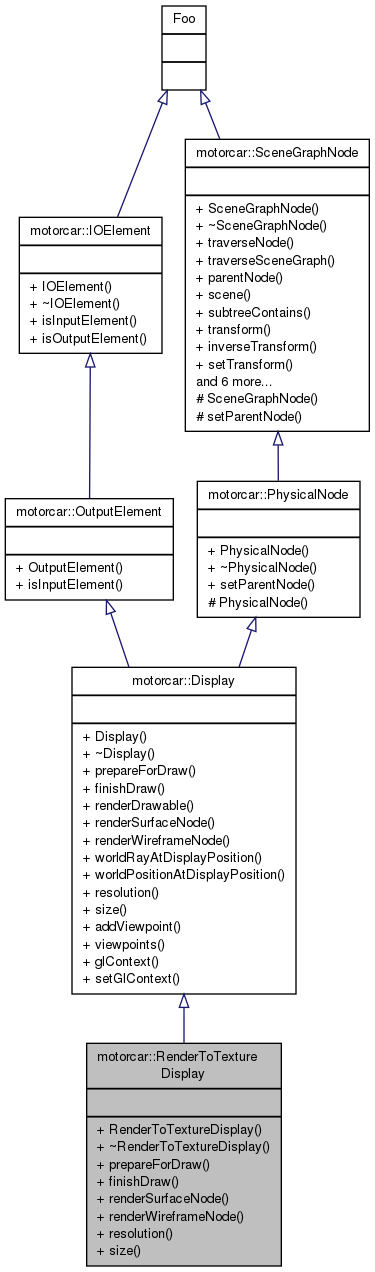 Foo
motorcar::SceneGraphNode
+ SceneGraphNode()
+ ~SceneGraphNode()
+ traverseNode()
+ traverseSceneGraph()
+ parentNode()
+ scene()
+ subtreeContains()
+ transform()
+ inverseTransform()
+ setTransform()
and 6 more...
# SceneGraphNode()
# setParentNode()
motorcar::IOElement
+ IOElement()
+ ~IOElement()
+ isInputElement()
+ isOutputElement()
motorcar::PhysicalNode
+ PhysicalNode()
+ ~PhysicalNode()
+ setParentNode()
# PhysicalNode()
motorcar::OutputElement
+ OutputElement()
+ isInputElement()
motorcar::Display
+ Display()
+ ~Display()
+ prepareForDraw()
+ finishDraw()
+ renderDrawable()
+ renderSurfaceNode()
+ renderWireframeNode()
+ worldRayAtDisplayPosition()
+ worldPositionAtDisplayPosition()
+ resolution()
+ size()
+ addViewpoint()
+ viewpoints()
+ glContext()
+ setGlContext()
motorcar::RenderToTexture
Display
+ RenderToTextureDisplay()
+ ~RenderToTextureDisplay()
+ prepareForDraw()
+ finishDraw()
+ renderSurfaceNode()
+ renderWireframeNode()
+ resolution()
+ size()